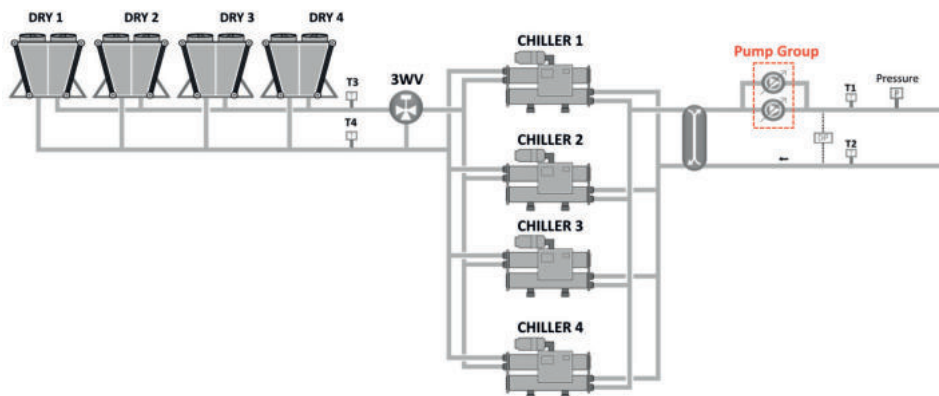 DRY 1
DRY 2
DRY 3
DRY 4
CHILLER 1
Pump Group
3WV
T3
T1
Pressure
P
T4
CHILLER 2
DP
T2
CHILLER 3
CHILLER 4